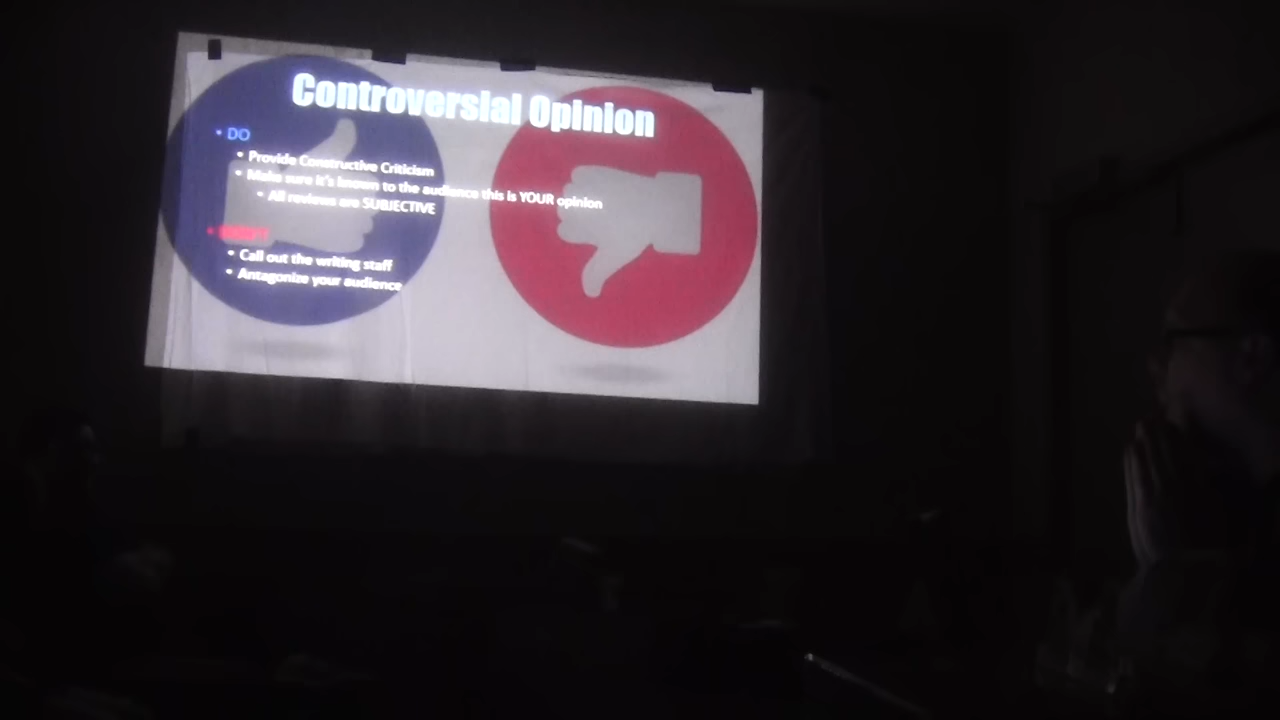 Controversial Opinion
• DO
• Provide Constructive Criticism
• Make sure it's known to the audience this is YOUR opinion
• All reviews are SUBJECTIVE
• Call out the writing staff
• Antagonize your audience